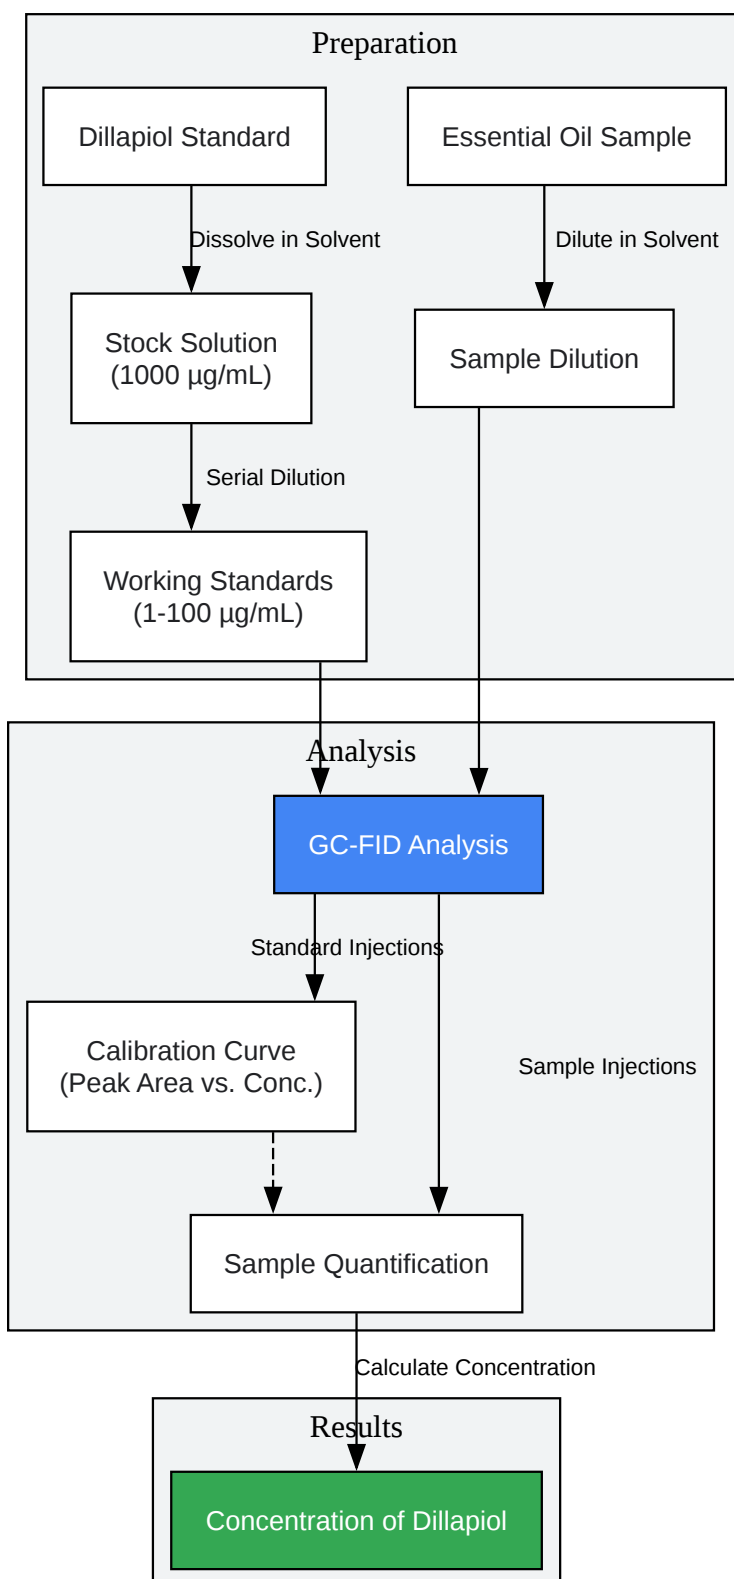 Preparation
Dillapiol Standard
Essential Oil Sample
Dissolve in Solvent
Dilute in Solvent
Stock Solution
(1000 µg/mL)
Sample Dilution
Serial Dilution
Working Standards
(1-100 µg/mL)
Analysis
GC-FID Analysis
Standard Injections
Calibration Curve
(Peak Area vs. Conc.)
Sample Injections
Sample Quantification
Calculate Concentration
Results
Concentration of Dillapiol